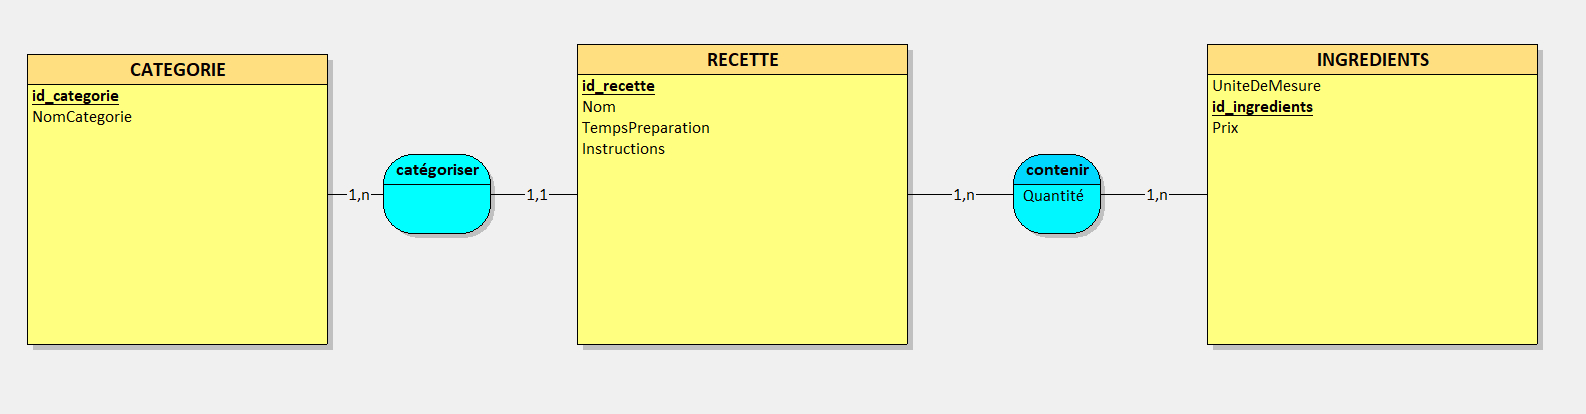 CATEGORIE
id_categorie
NomCategorie
1,n
catégoriser
1,1
RECETTE
id_recette
Nom
TempsPreparation
Instructions
1,n
contenir
Quantité
1,n
INGREDIENTS
UniteDeMesure
id_ingredients
Prix